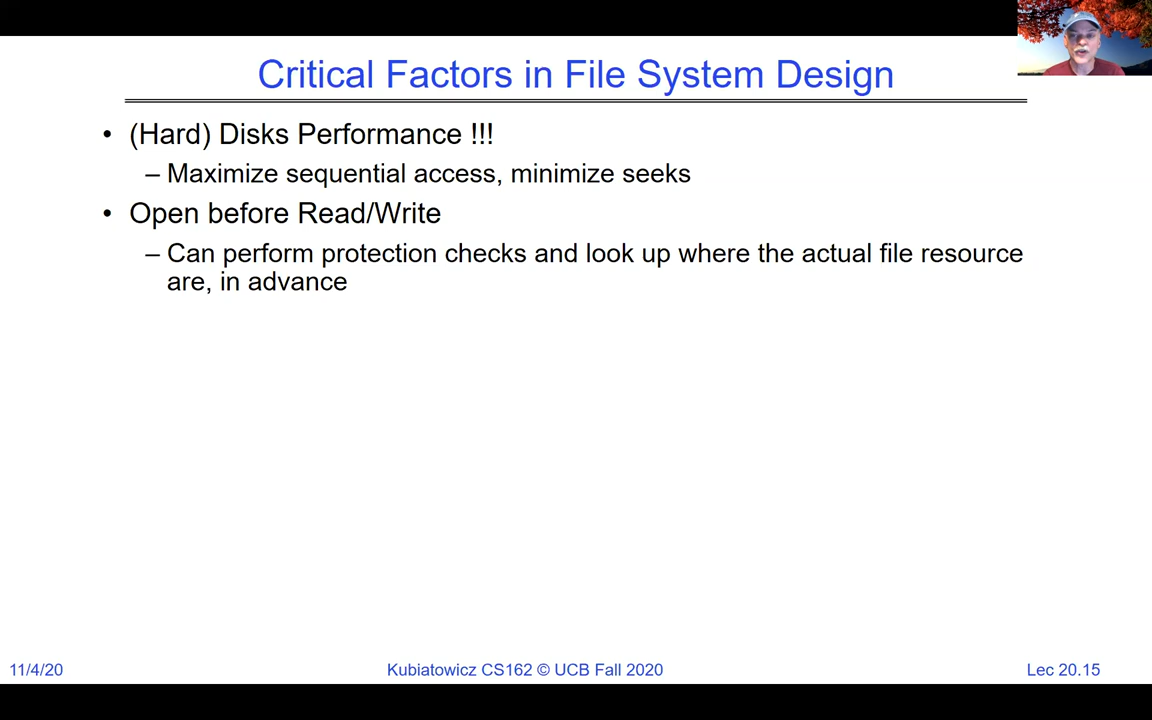 Critical Factors in File System Design
• (Hard) Disks Performance !!!
– Maximize sequential access, minimize seeks
• Open before Read/Write
– Can perform protection checks and look up where the actual file resource
are, in advance
11/4/20
Kubiatowicz CS162 © UCB Fall 2020
Lec 20.15